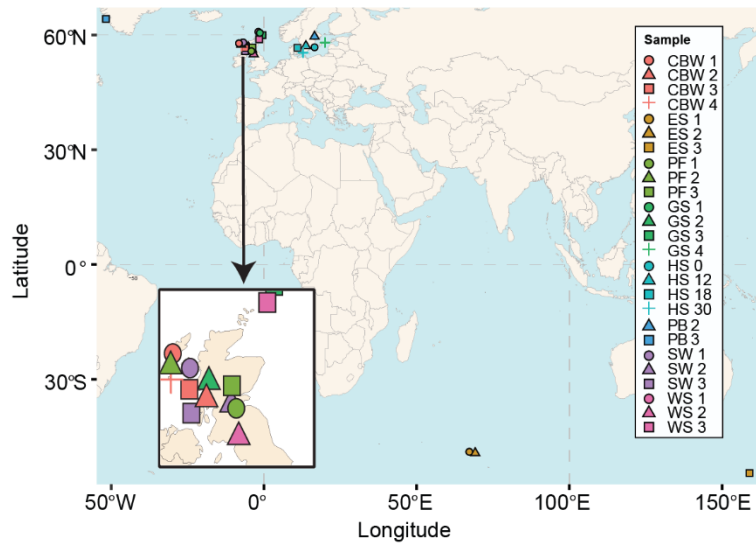 60°N
30°N
0°
30°S
Latitude
50°W
0°
50°E
100°E
150°E
Longitude
Sample
CBW 1
CBW 2
CBW 3
CBW 4
ES 1
ES 2
ES 3
PF 1
PF 2
PF 3
GS 1
GS 2
GS 3
GS 4
HS 0
HS 12
HS 18
HS 30
PB 2
PB 3
SW 1
SW 2
SW 3
WS 1
WS 2
WS 3